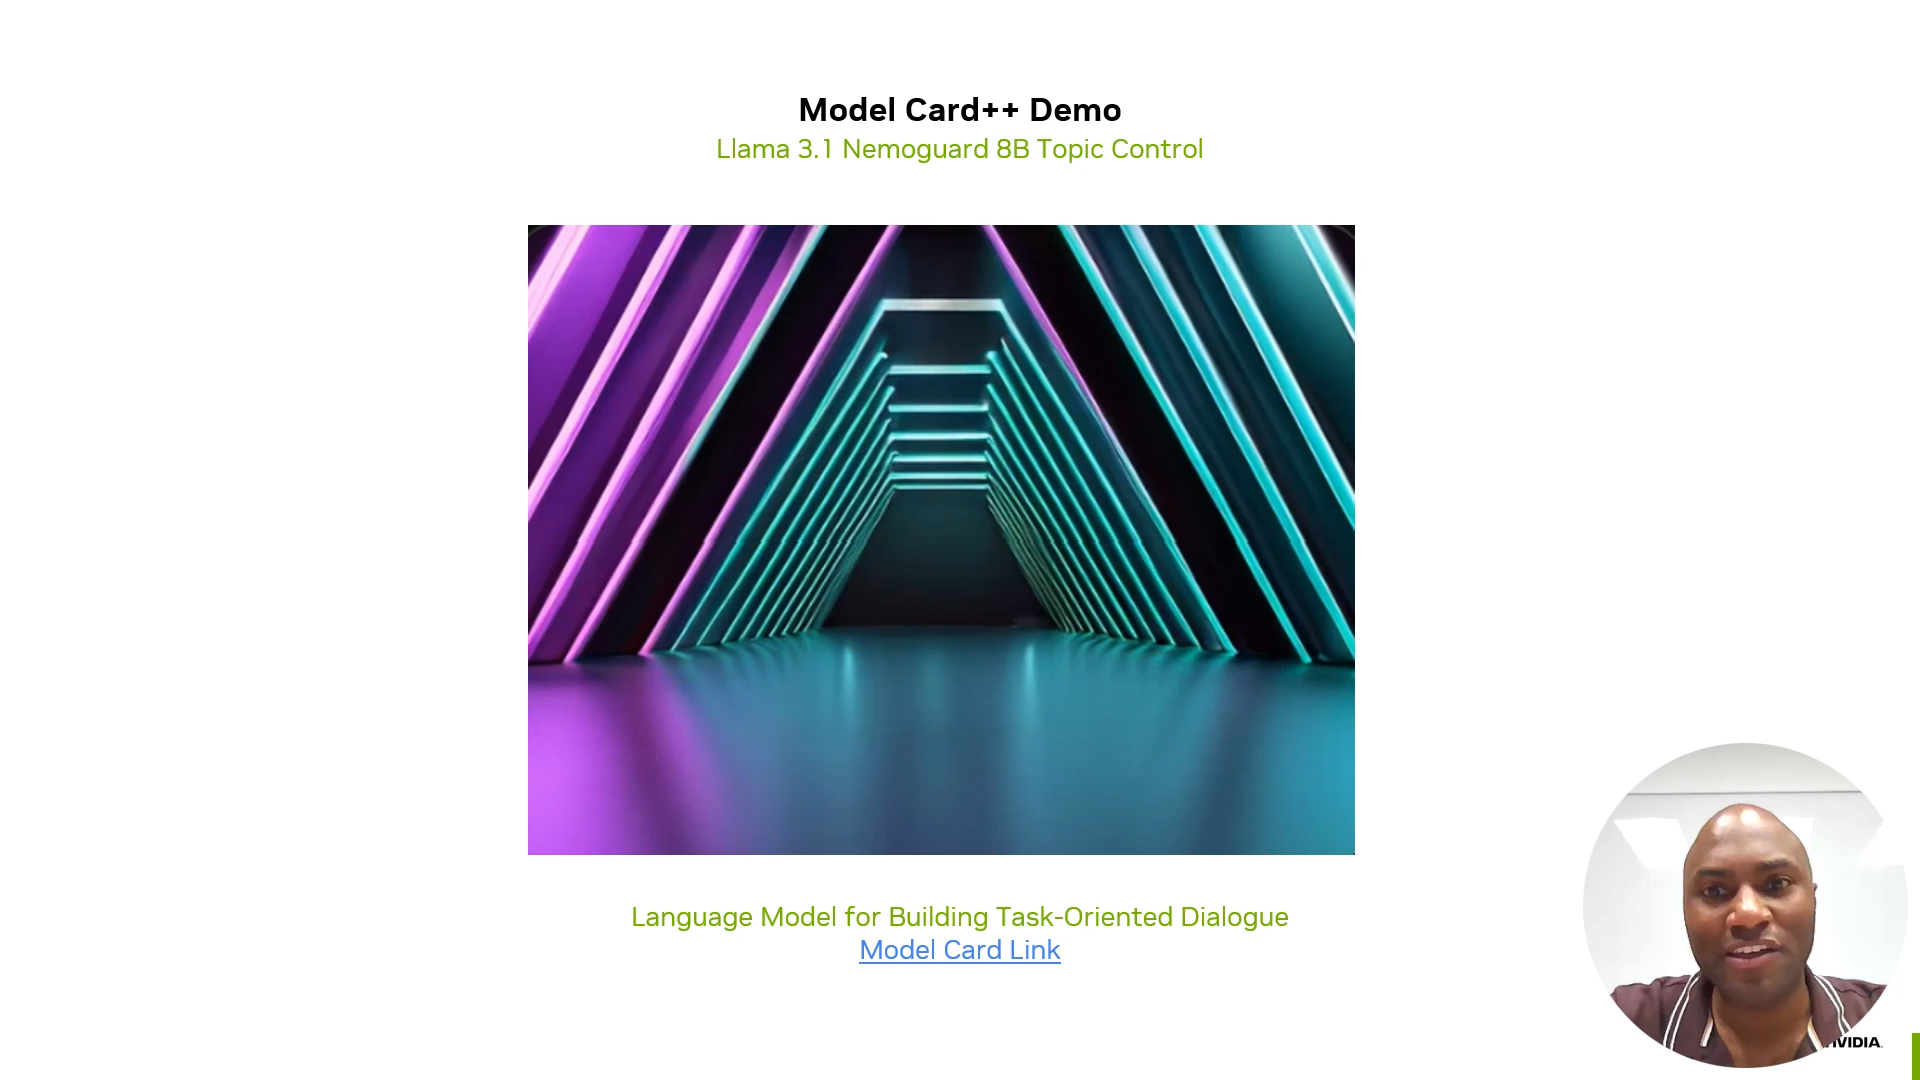 Model Card++ Demo
Llama 3.1 Nemoguard 8B Topic Control
Language Model for Building Task-Oriented Dialogue
Model Card Link